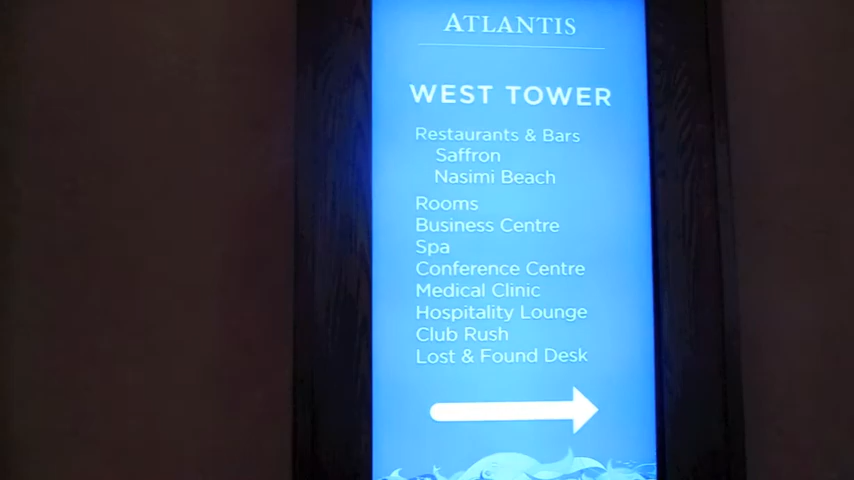 ATLANTIS
WEST TOWER
Restaurants & Bars
Saffron
Nasimi Beach
Rooms
Business Centre
Spa
Conference Centre
Medical Clinic
Hospitality Lounge
Club Rush
Lost & Found Desk